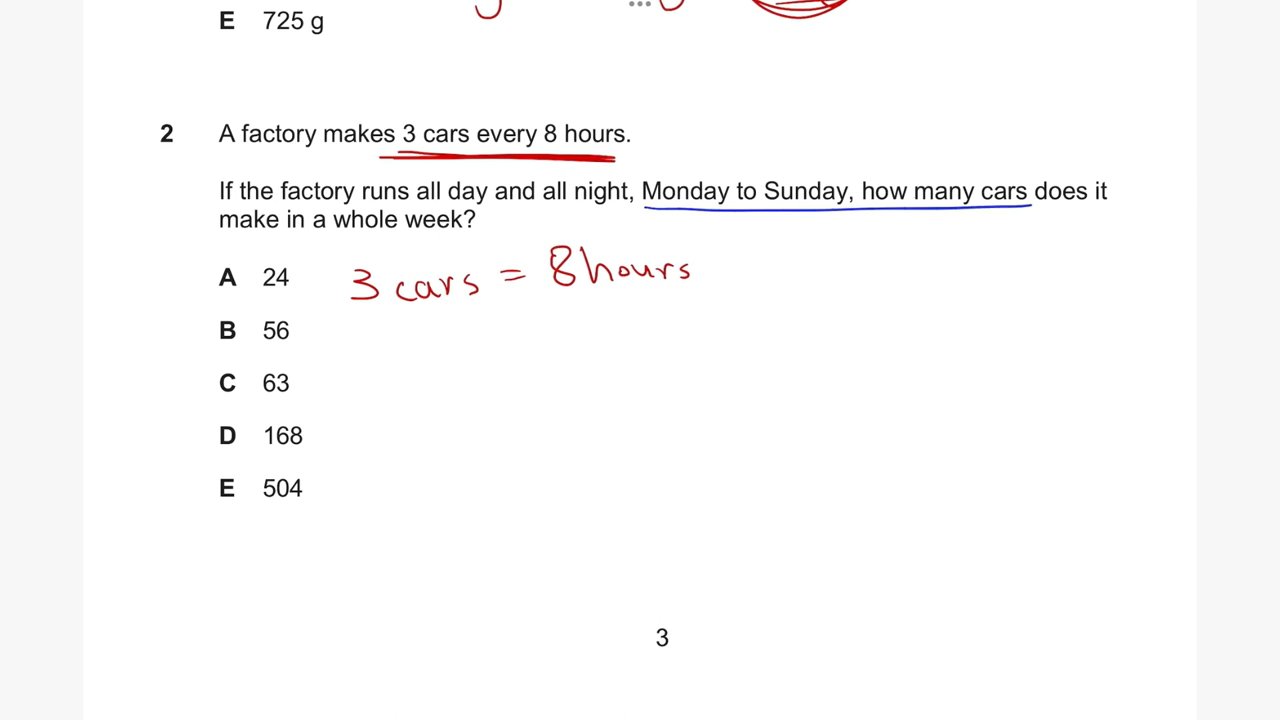 E 725 g
2 A factory makes 3 cars every 8 hours.
If the factory runs all day and all night, Monday to Sunday, how many cars does it
make in a whole week?
A 24
3 cars = 8 hours
B 56
C 63
D 168
E 504
3